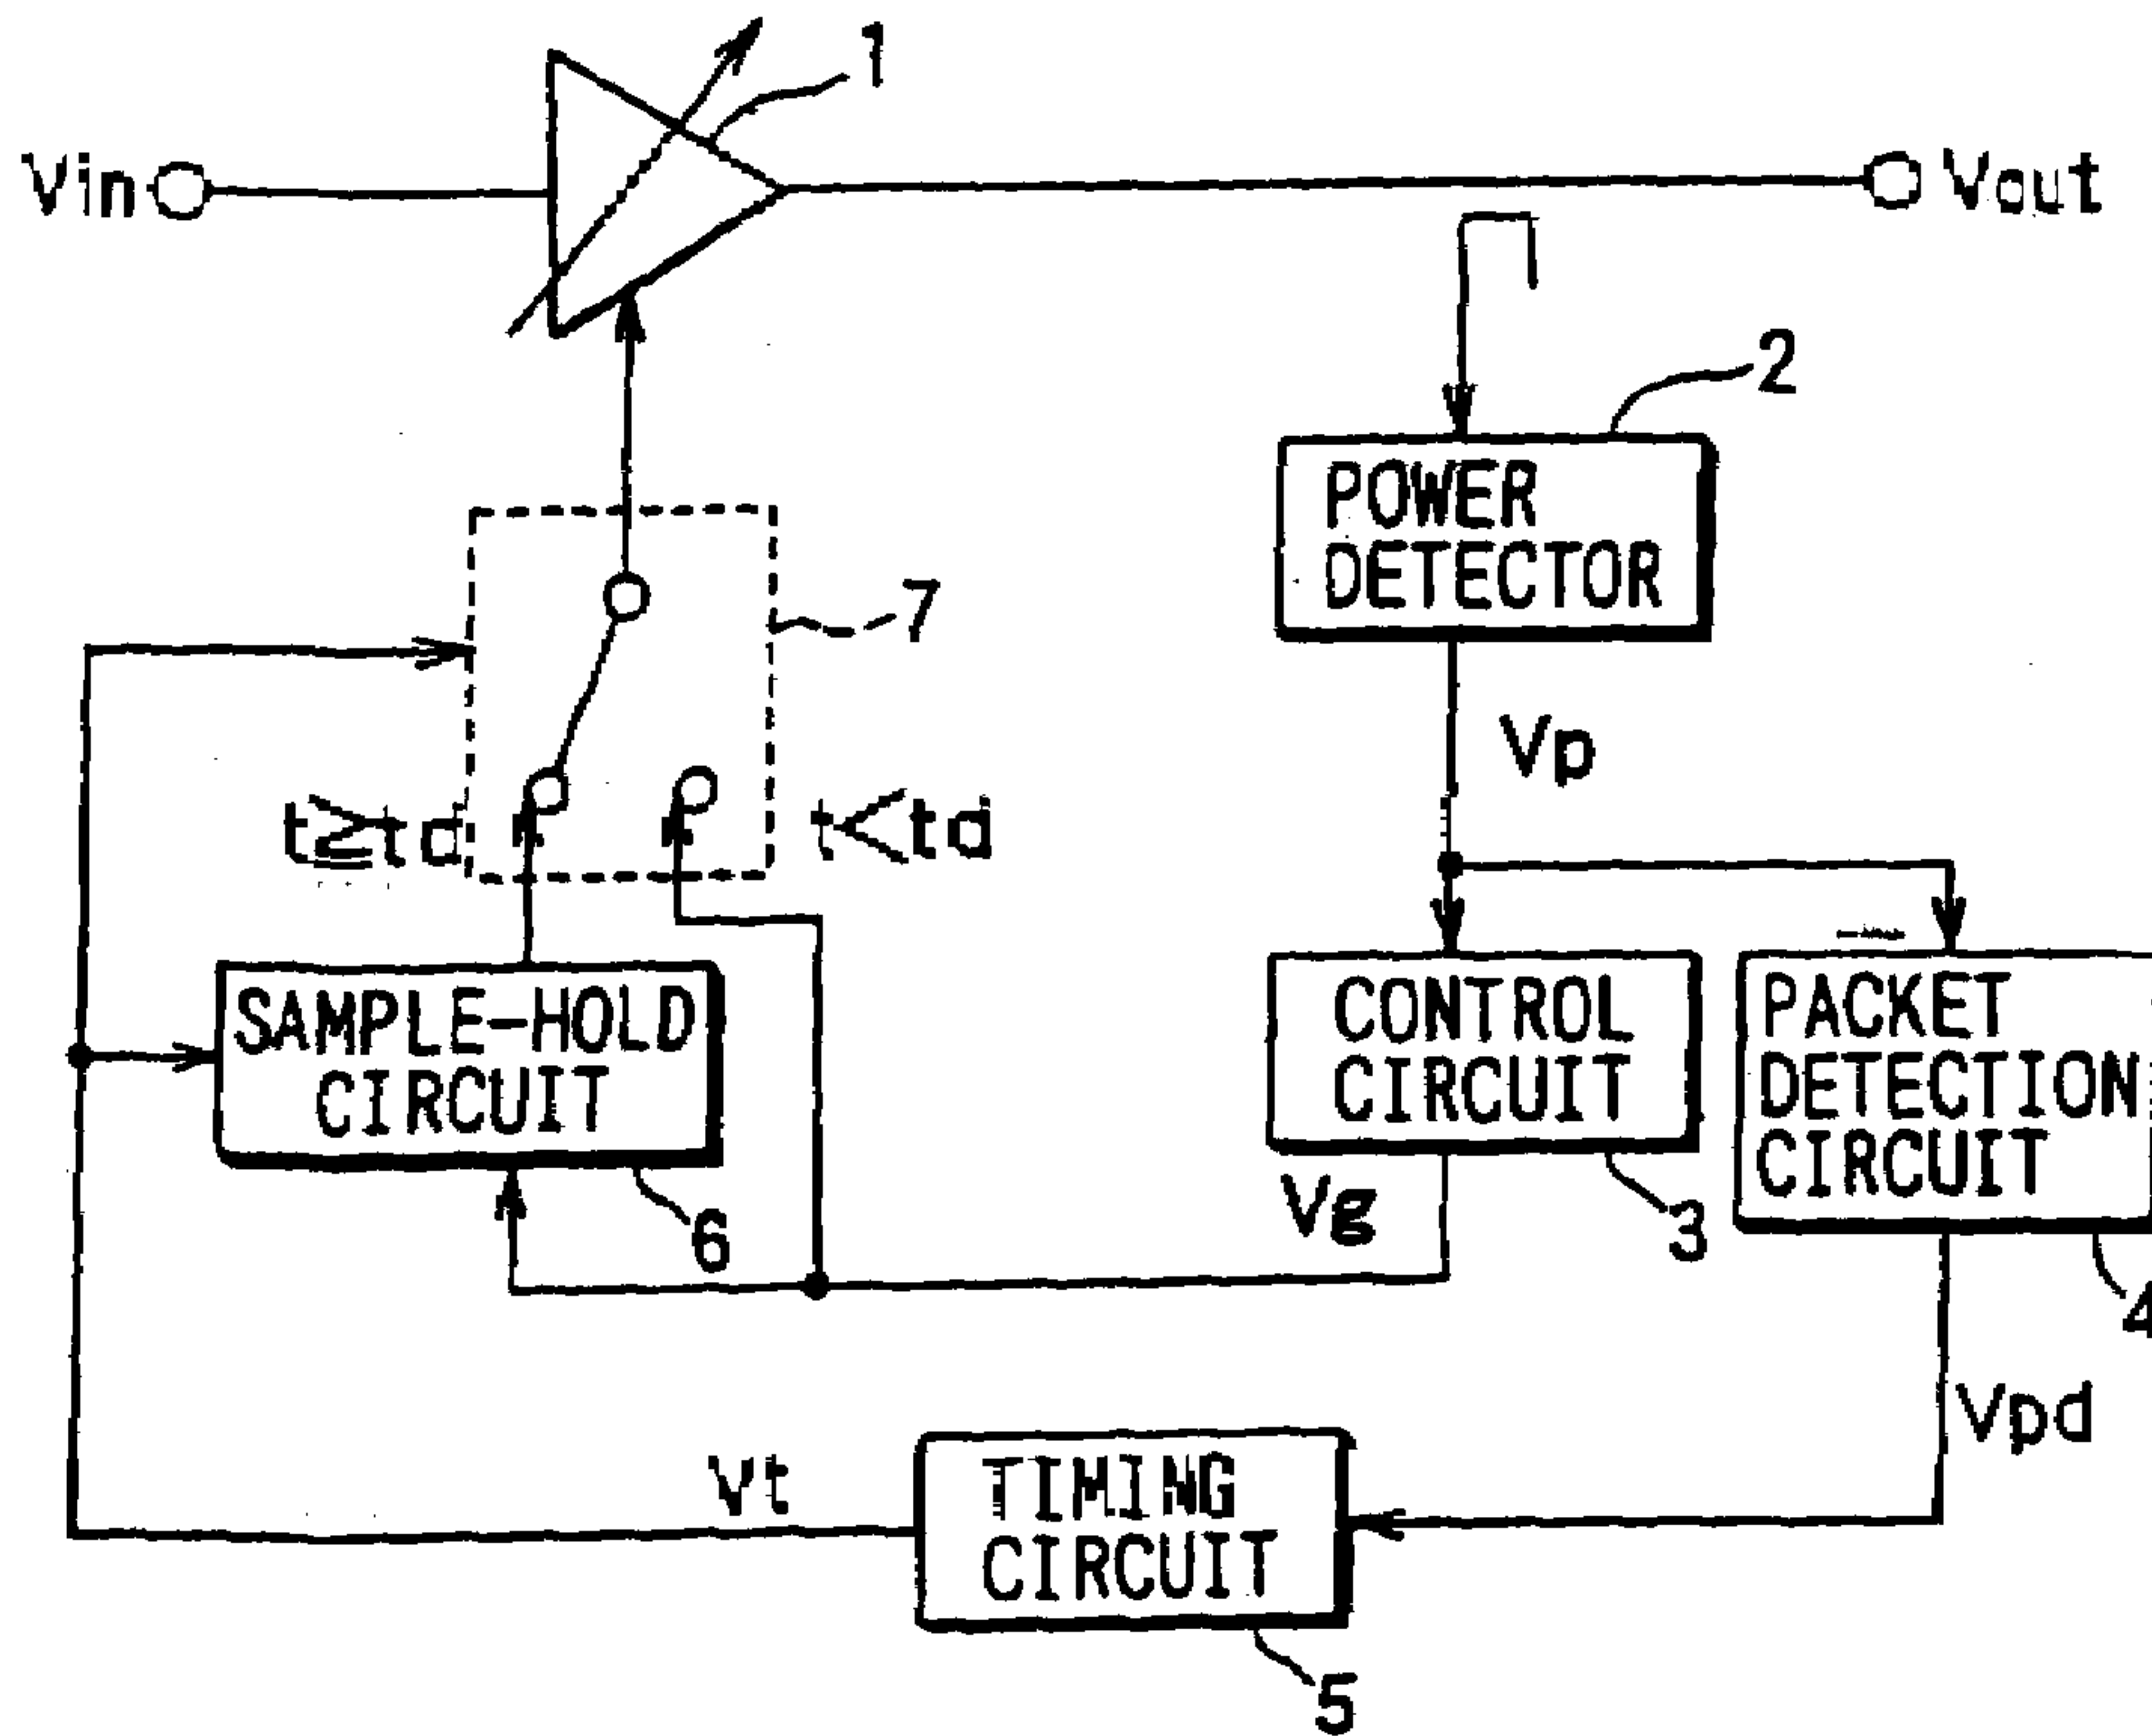 1
Vin
Vout
2
POWER
DETECTOR
7
Vp
t≧td
t<td
SAMPLE-HOLD
CIRCUIT
CONTROL
CIRCUIT
PACKET
DETECTION
CIRCUIT
6
Vg
3
4
Vpd
Vt
TIMING
CIRCUIT
5